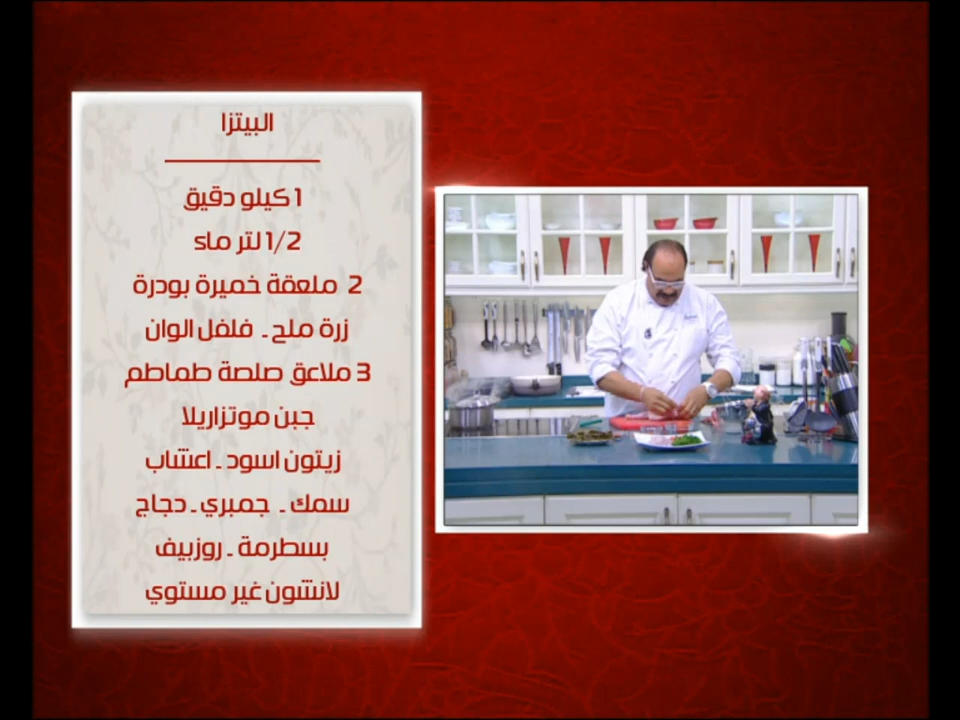 البيتزا
1 كيلو دقيق
1/2 لتر ماء
2 ملعقة خميرة بودرة
زرة ملح - فلفل الوان
3 ملاعق صلصة طماطم
جبن موتزاريلا
زيتون اسود - اعشاب
سمك - جمبري - دجاج
بسطرمة - روزبيف
لانشون غير مستوي